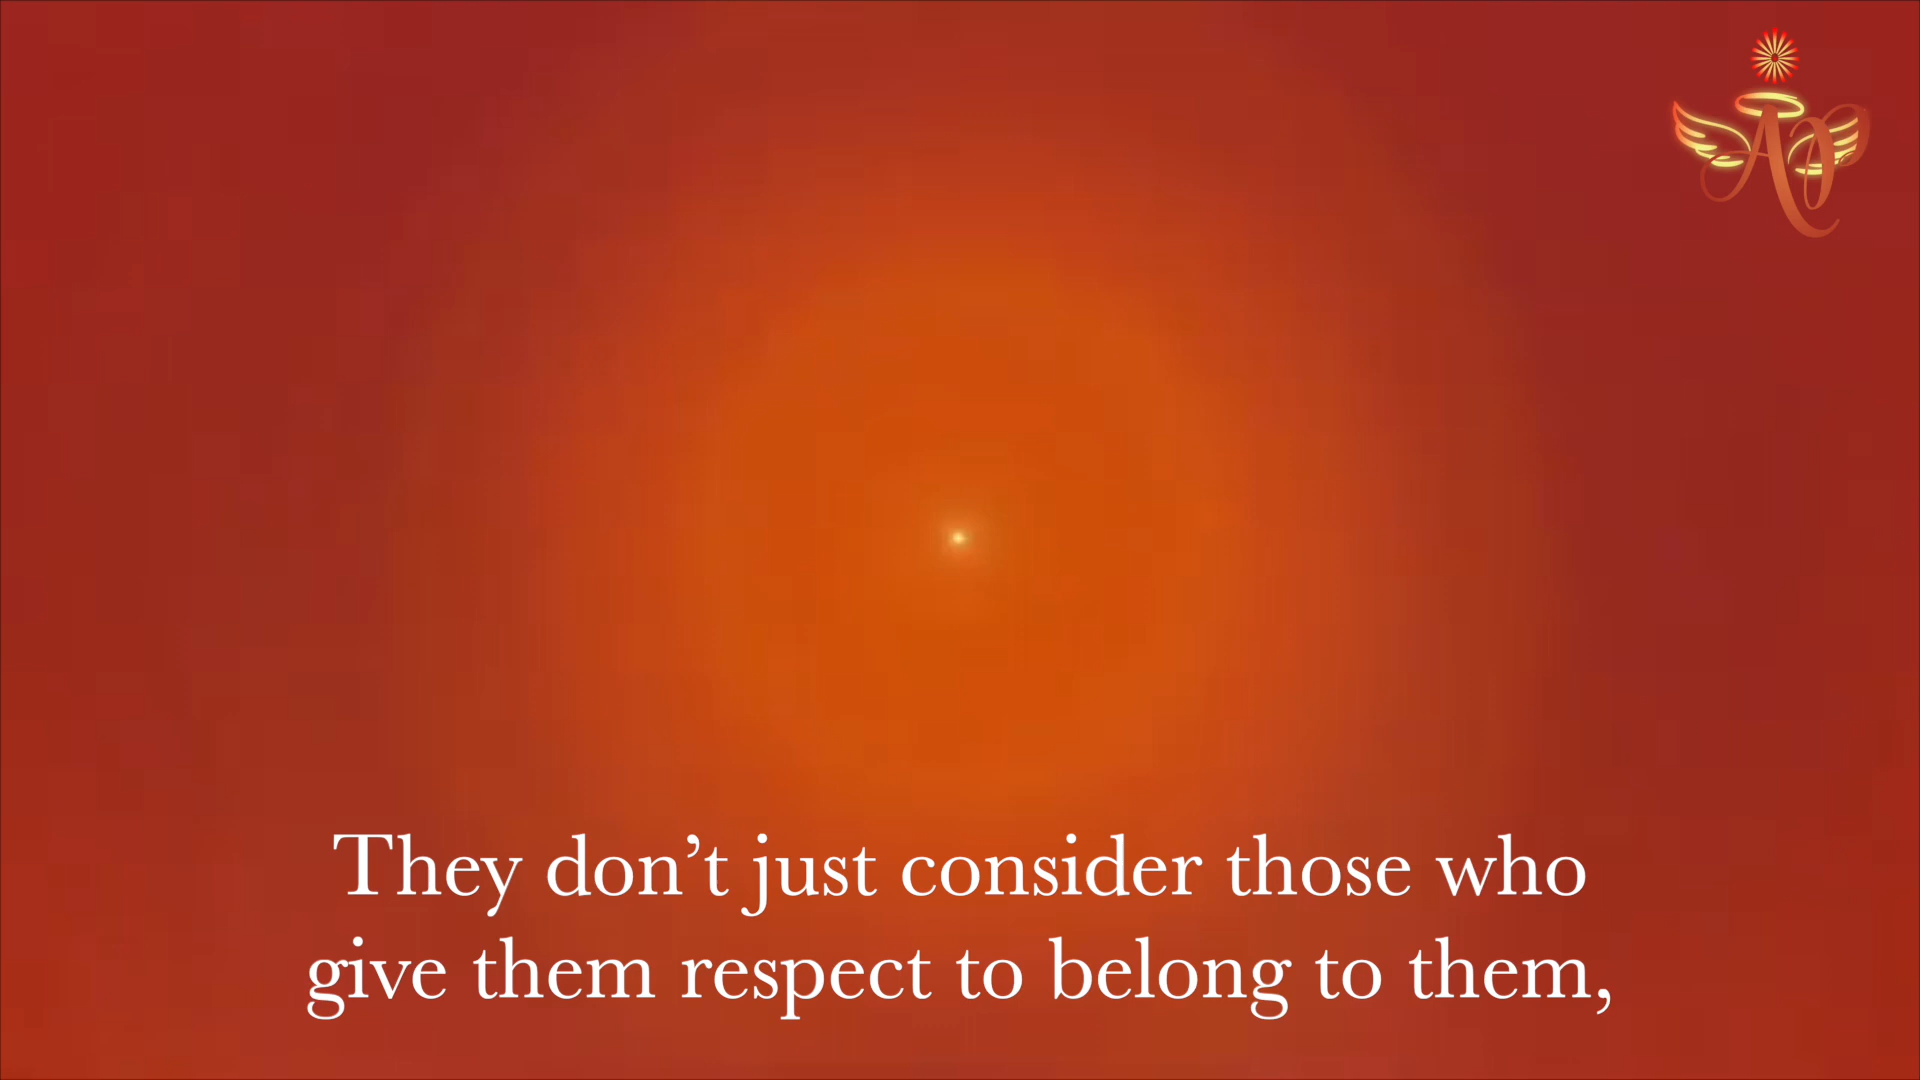 They don’t just consider those who
give them respect to belong to them,